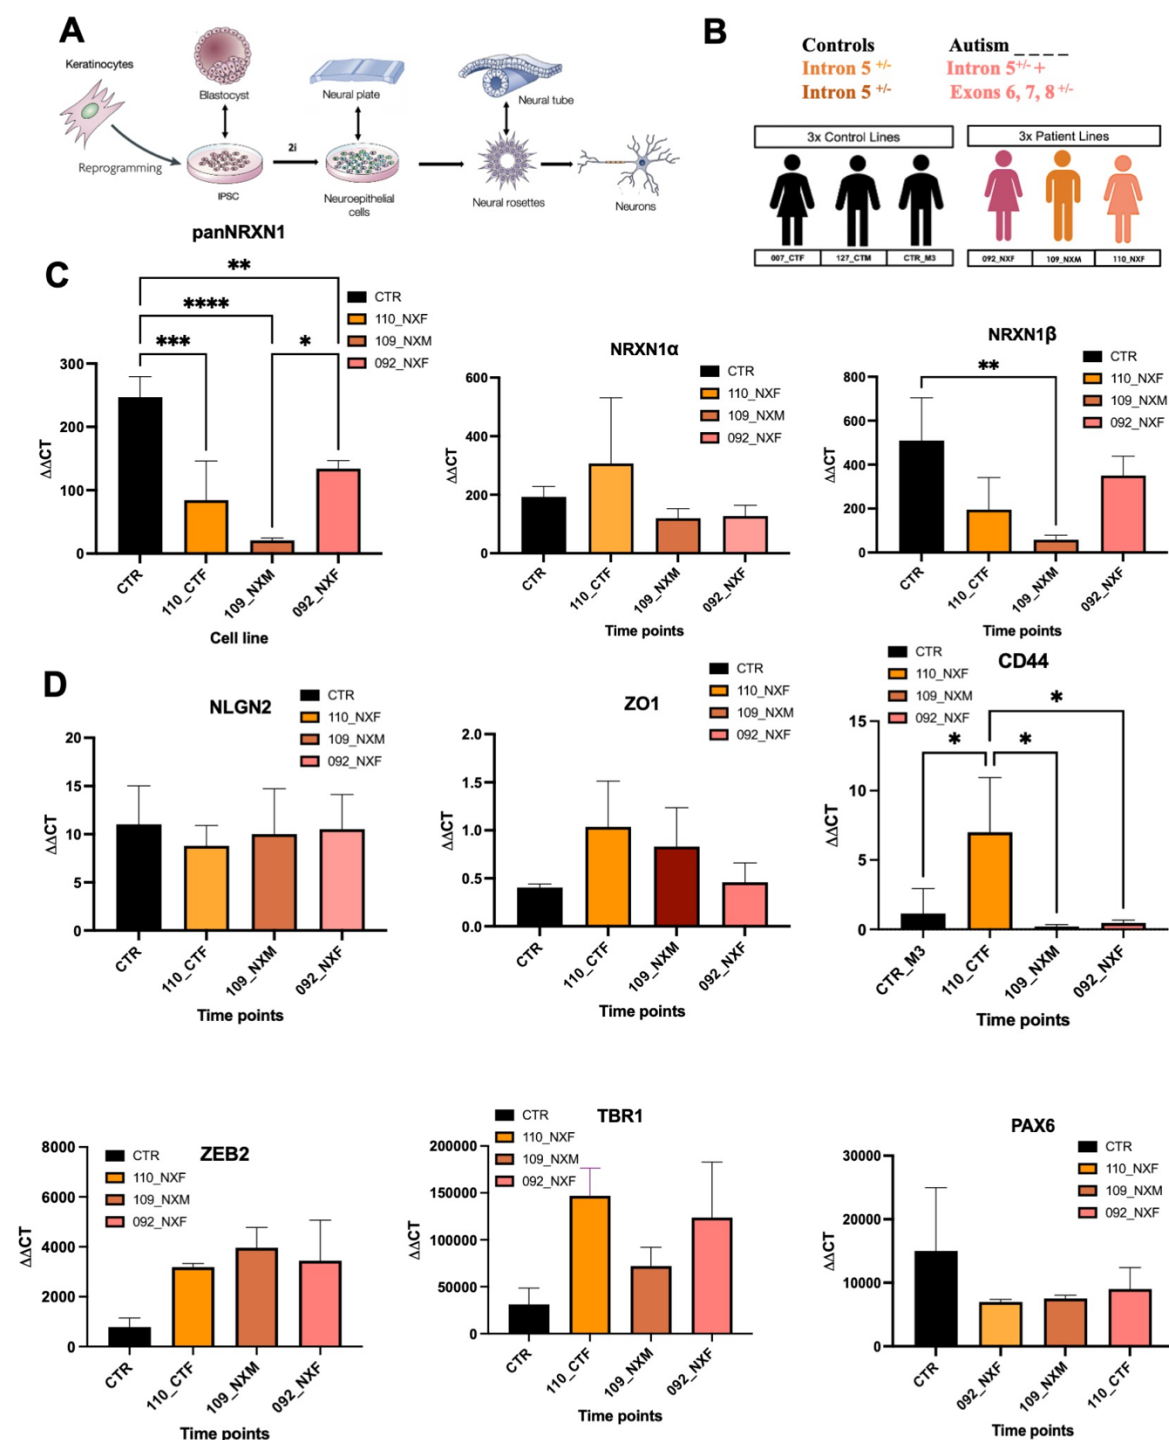 A
Keratinocytes
Blastocyst
Neural plate
Neural tube
Reprogramming
2i
IPSC
Neuroepithelial
cells
Neural rosettes
Neurons
B
Controls
Autism _ _ _ _
Intron 5 +/-
Intron 5+/- +
Intron 5 +/-
Exons 6, 7, 8 +/-
3x Control Lines
3x Patient Lines
007_CTF
127_CTM
CTR_M3
092_NXF
109_NXM
110_NXF
panNRXN1
C
**
****
***
*
CTR
110_NXF
109_NXM
092_NXF
300
200
100
0
ΔΔCT
CTR
110_CTF
109_NXM
092_NXF
Cell line
NRXN1α
CTR
110_NXF
109_NXM
092_NXF
600
400
200
0
ΔΔCT
CTR
110_CTF
109_NXM
092_NXF
Time points
NRXN1β
**
CTR
110_NXF
109_NXM
092_NXF
800
600
400
200
0
ΔΔCT
CTR
110_CTF
109_NXM
092_NXF
Time points
D
NLGN2
CTR
110_NXF
109_NXM
092_NXF
20
15
10
5
0
ΔΔCT
CTR
110_CTF
109_NXM
092_NXF
Time points
ZO1
CTR
110_NXF
109_NXM
092_NXF
2.0
1.5
1.0
0.5
0.0
ΔΔCT
CTR
110_CTF
109_NXM
092_NXF
Time points
CD44
CTR
110_NXF
109_NXM
092_NXF
*
*
*
15
10
5
0
ΔΔCT
CTR_M3
110_CTF
109_NXM
092_NXF
Time points
ZEB2
CTR
110_NXF
109_NXM
092_NXF
8000
6000
4000
2000
0
ΔΔCT
CTR
110_CTF
109_NXM
092_NXF
Time points
TBR1
CTR
110_NXF
109_NXM
092_NXF
200000
150000
100000
50000
0
ΔΔCT
CTR
110_CTF
109_NXM
092_NXF
Time points
PAX6
CTR
110_NXF
109_NXM
092_NXF
30000
20000
10000
0
ΔΔCT
CTR
092_NXF
109_NXM
110_CTF
Time points